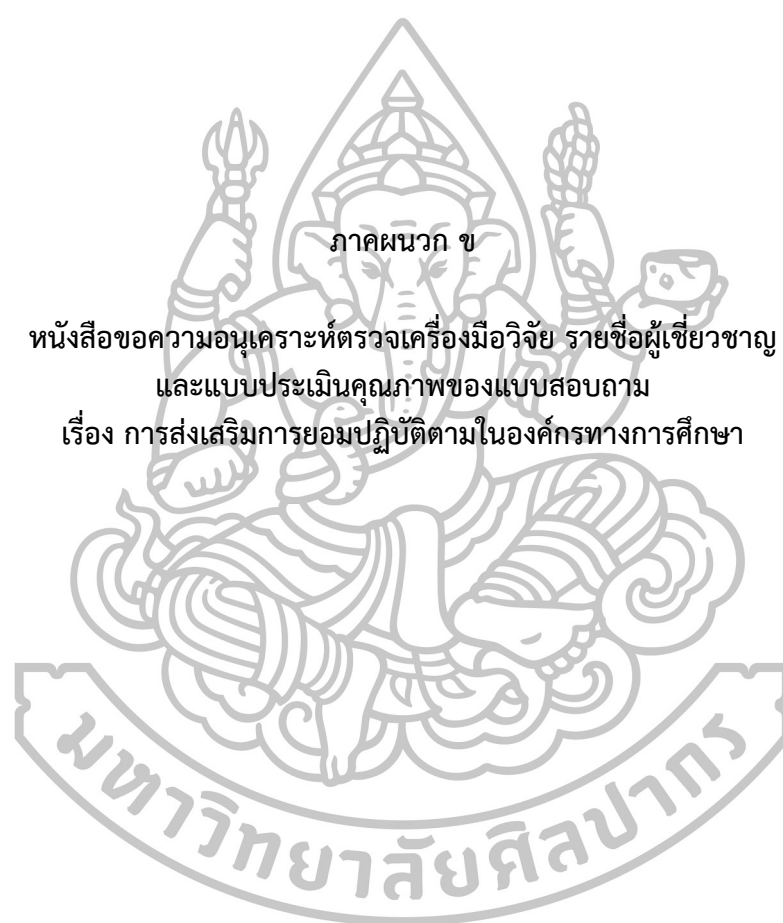 ภาคผนวก ข
หนังสือขอความอนุเคราะห์ตรวจเครื่องมือวิจัย รายชื่อผู้เชี่ยวชาญ
และแบบประเมินคุณภาพของแบบสอบถาม
เรื่อง การส่งเสริมการยอมปฏิบัติตามในองค์กรทางการศึกษา
มหาวิทยาลัยศิลปากร